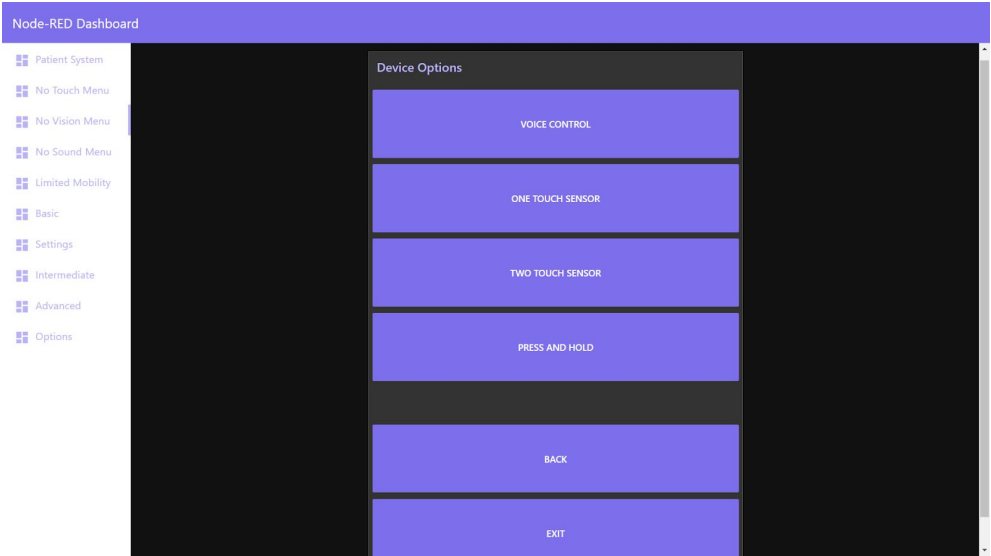 Node-RED Dashboard
Patient System
No Touch Menu
No Vision Menu
No Sound Menu
Limited Mobility
Basic
Settings
Intermediate
Advanced
Options
Device Options
VOICE CONTROL
ONE TOUCH SENSOR
TWO TOUCH SENSOR
PRESS AND HOLD
BACK
EXIT